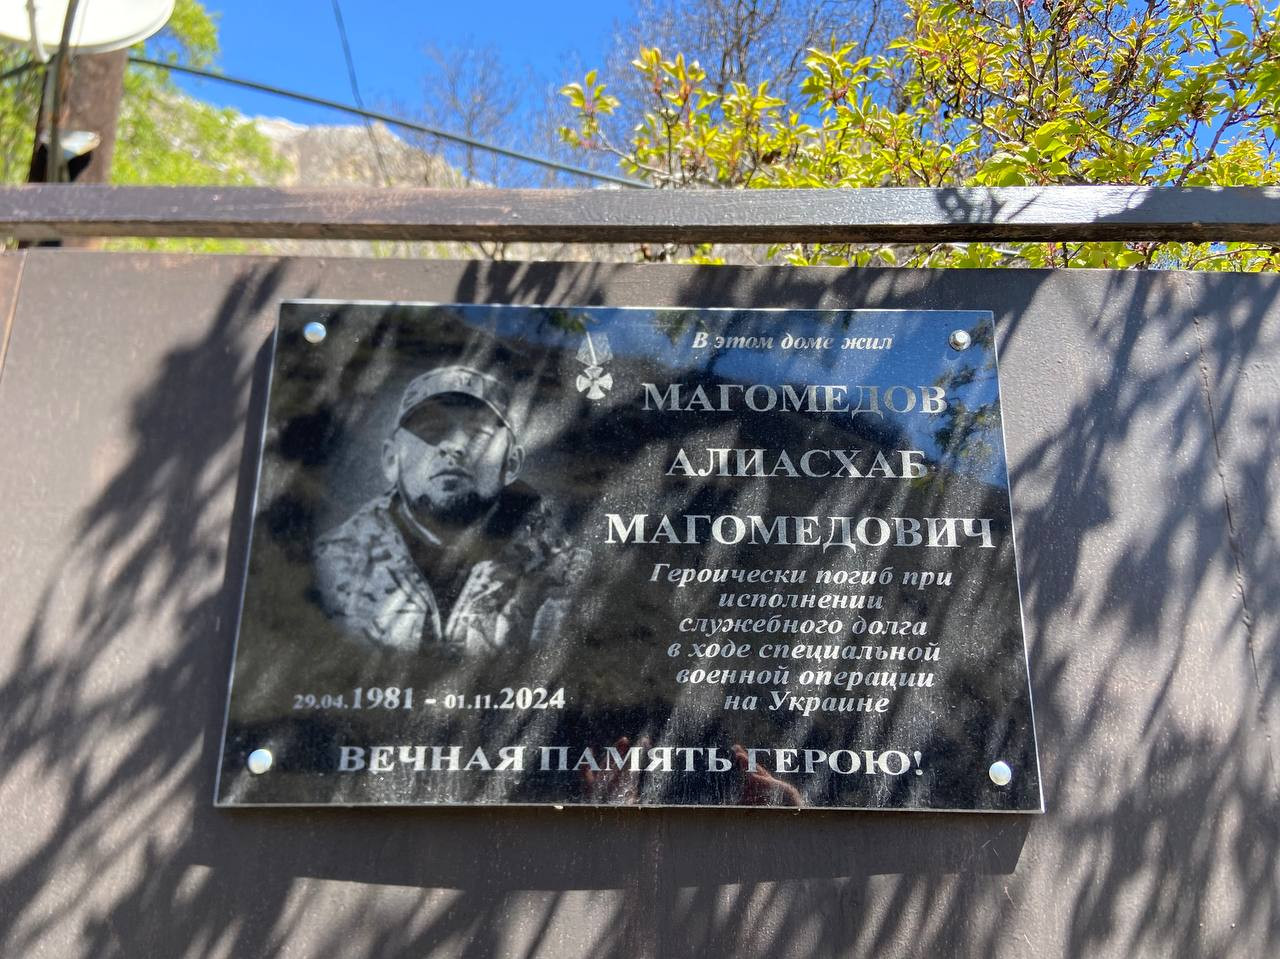 В этом доме жил
МАГОМЕДОВ
АЛИАСХАБ
МАГОМЕДОВИЧ
Героически погиб при
исполнении
служебного долга
в ходе специальной
военной операции
на Украине
29.04.1981 - 01.11.2024
ВЕЧНАЯ ПАМЯТЬ ГЕРОЮ!